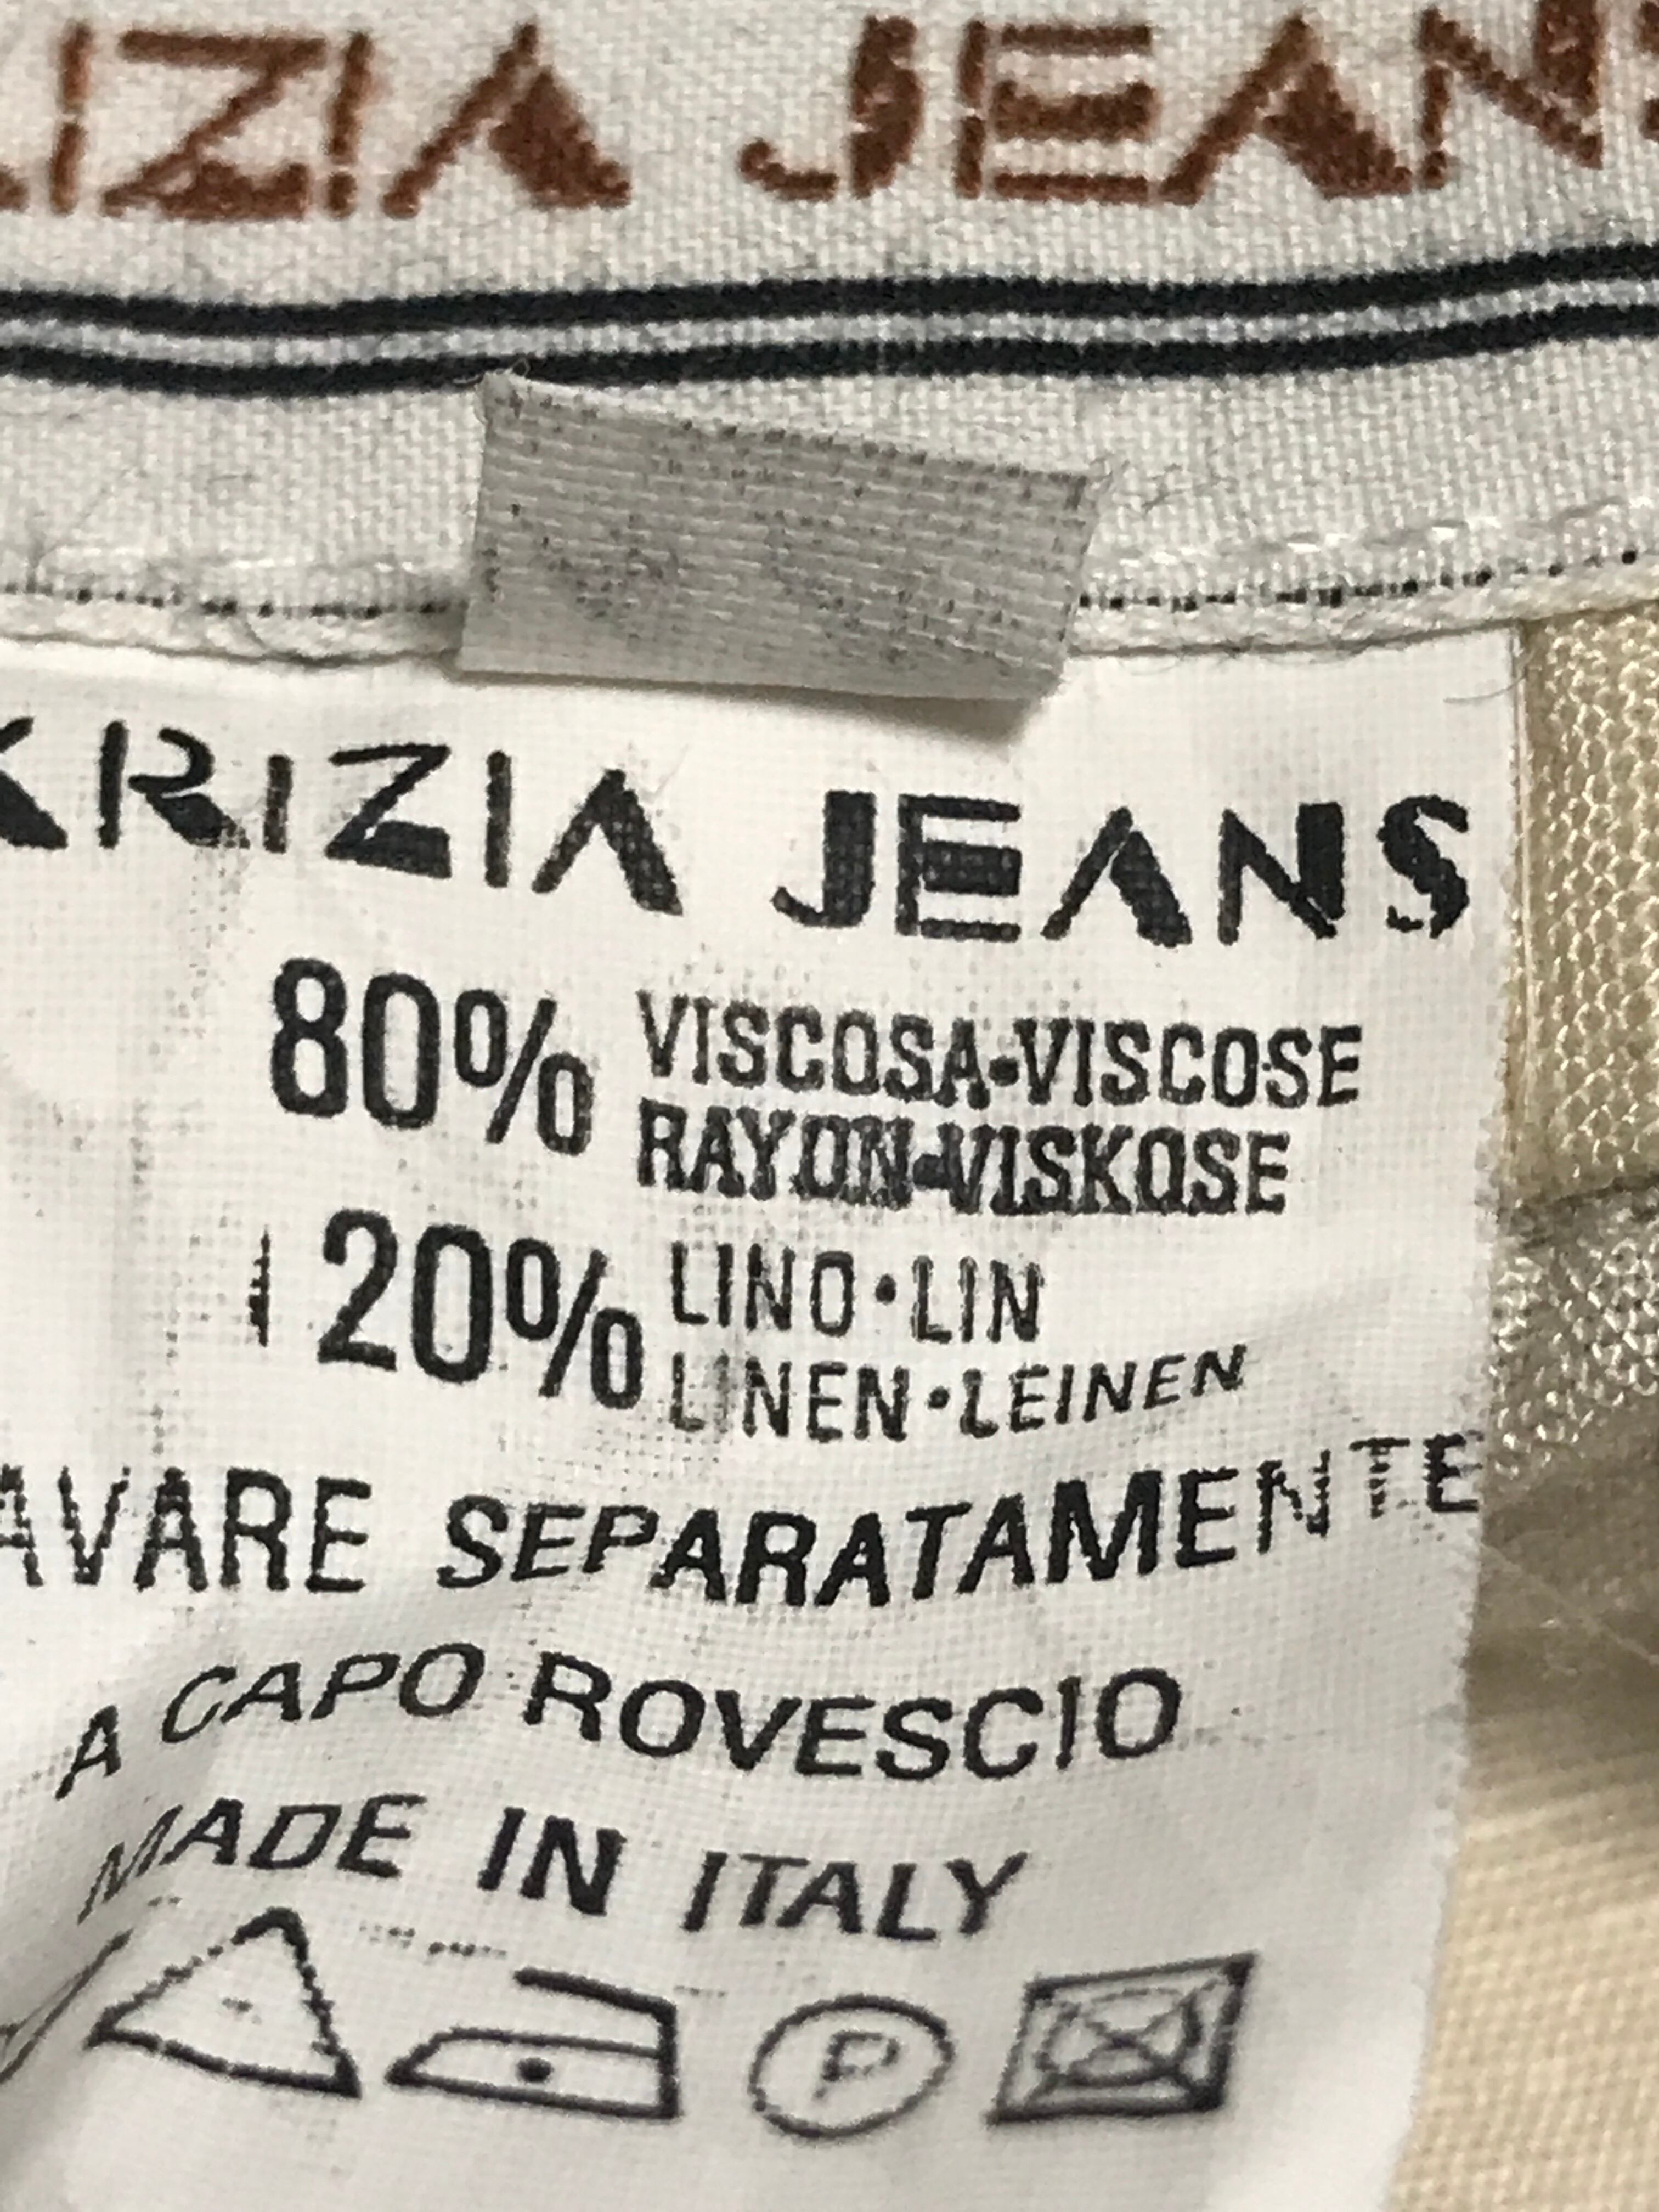 IZIA JEANS
KRIZIA JEANS
80% VISCOSA•VISCOSE
RAYON•VISKOSE
20% LINO•LIN
LINEN•LEINEN
AVARE SEPARATAMENTE
A CAPO ROVESCIO
MADE IN ITALY
P